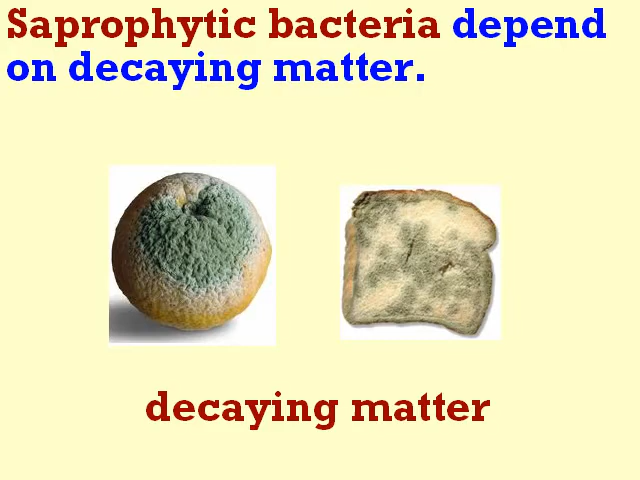 Saprophytic bacteria depend
on decaying matter.
decaying matter